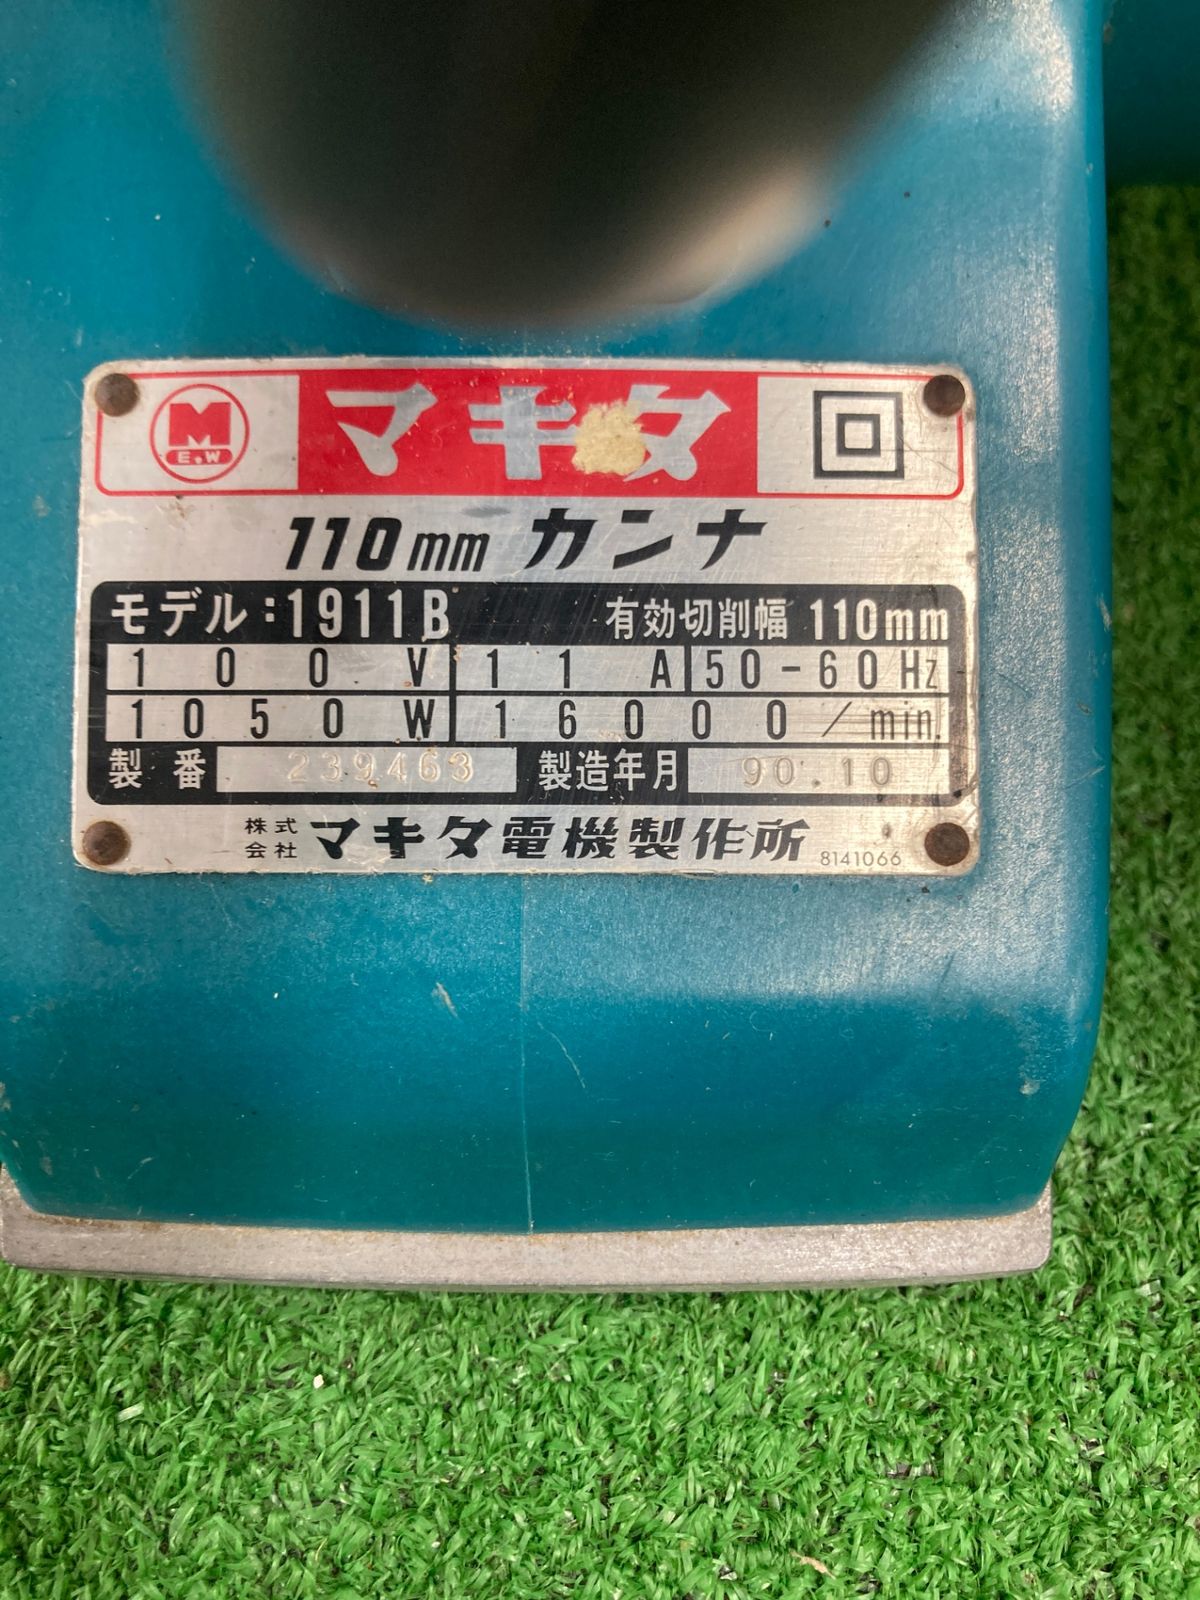 M E.W マキタ
110mm カンナ
モデル:1911B 有効切削幅 110mm
100V 11A 50-60Hz
1050W 16000/min
製番 239463 製造年月 90.10
株式会社 マキタ電機製作所 8141066